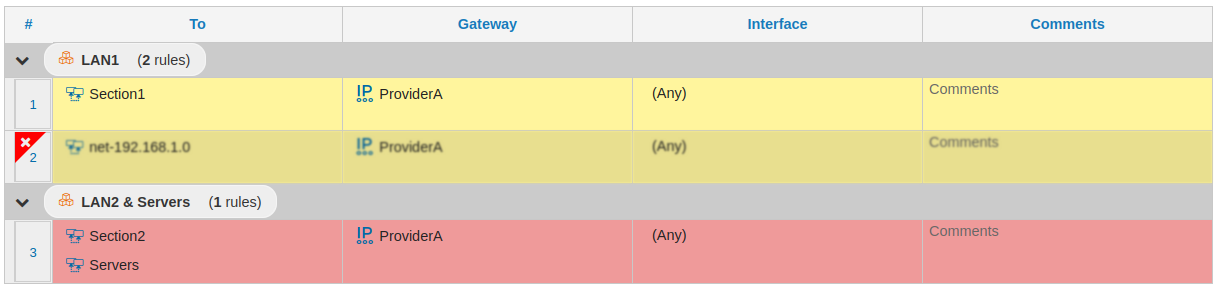 # To Gateway Interface Comments
LAN1 (2 rules)
1 Section1 IP ProviderA (Any) Comments
2 net-192.168.1.0 IP ProviderA (Any) Comments
LAN2 & Servers (1 rules)
3 Section2 IP ProviderA (Any) Comments
Servers